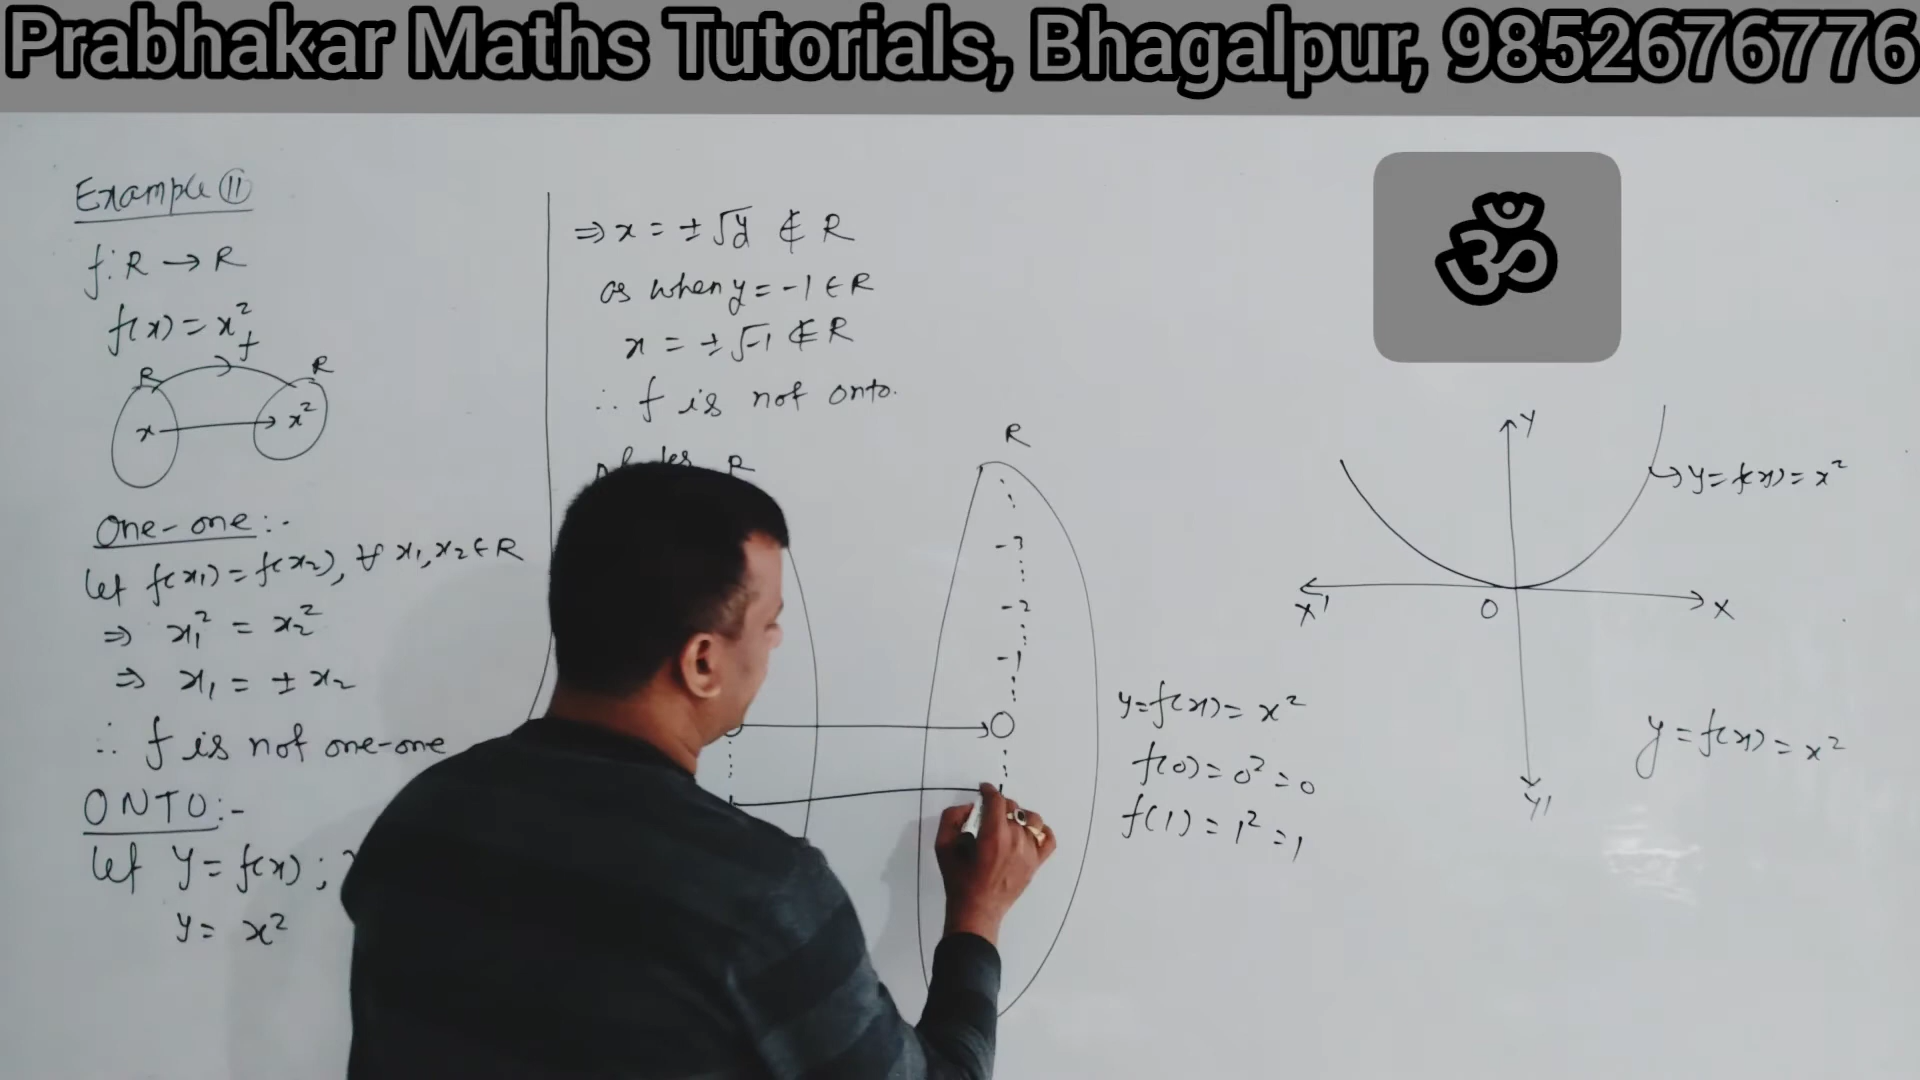 Prabhakar Maths Tutorials, Bhagalpur, 9852676776
ॐ
Example 11
f: R → R
f(x) = x²
f
R
R
x
x²
One-one :-
let f(x₁) = f(x₂), ∀ x₁, x₂ ∈ R
⇒ x₁² = x₂²
⇒ x₁ = ± x₂
∴ f is not one-one
ONTO :-
let y = f(x) ;
y = x²
⇒ x = ± √y ∉ R
as when y = -1 ∈ R
x = ± √-1 ∉ R
∴ f is not onto.
R
R
-3
-2
-1
0
y = f(x) = x²
f(0) = 0² = 0
f(1) = 1² = 1
Y
y = f(x) = x²
X'
O
X
Y'
y = f(x) = x²